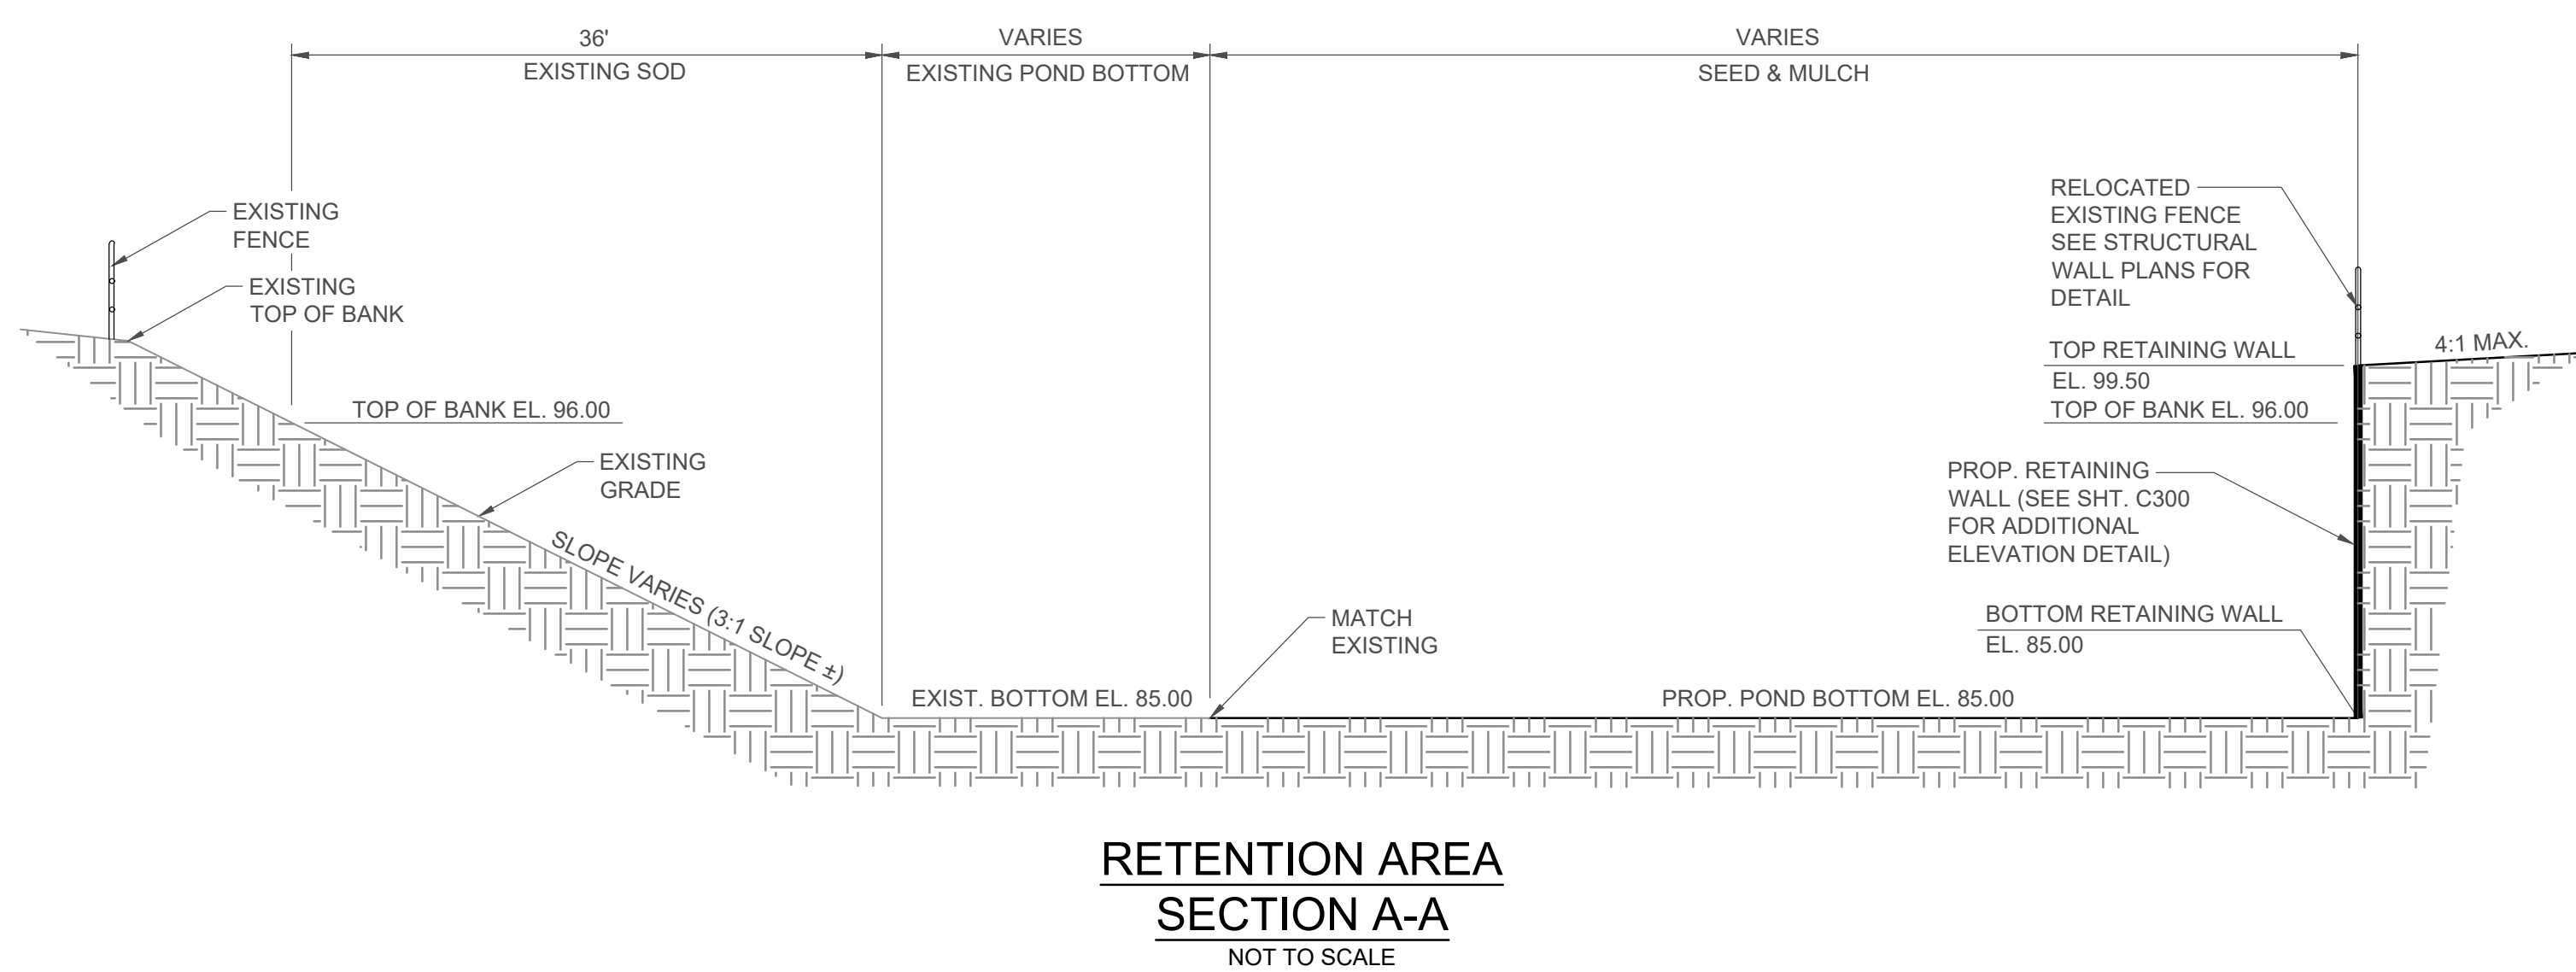 36'
EXISTING SOD
VARIES
EXISTING POND BOTTOM
VARIES
SEED & MULCH
EXISTING
FENCE
EXISTING
TOP OF BANK
TOP OF BANK EL. 96.00
EXISTING
GRADE
SLOPE VARIES (3:1 SLOPE ±)
EXIST. BOTTOM EL. 85.00
MATCH
EXISTING
PROP. POND BOTTOM EL. 85.00
RELOCATED
EXISTING FENCE
SEE STRUCTURAL
WALL PLANS FOR
DETAIL
TOP RETAINING WALL
EL. 99.50
TOP OF BANK EL. 96.00
4:1 MAX.
PROP. RETAINING
WALL (SEE SHT. C300
FOR ADDITIONAL
ELEVATION DETAIL)
BOTTOM RETAINING WALL
EL. 85.00
RETENTION AREA
SECTION A-A
NOT TO SCALE